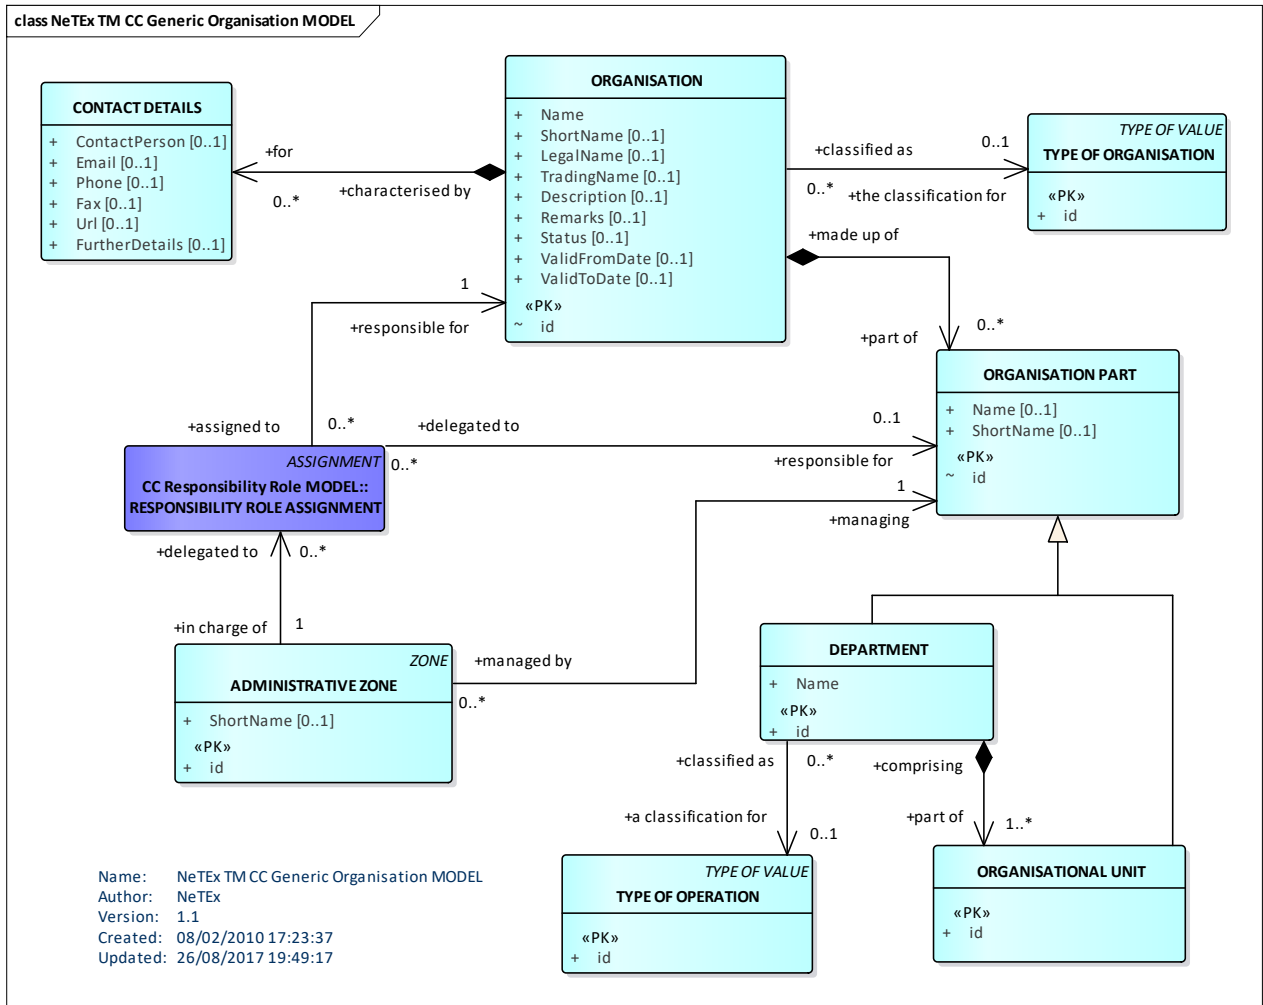 class NeTEx TM CC Generic Organisation MODEL
CONTACT DETAILS
+ ContactPerson [0..1]
+ Email [0..1]
+ Phone [0..1]
+ Fax [0..1]
+ Url [0..1]
+ FurtherDetails [0..1]
+for
0..*
+characterised by
ORGANISATION
+ Name
+ ShortName [0..1]
+ LegalName [0..1]
+ TradingName [0..1]
+ Description [0..1]
+ Remarks [0..1]
+ Status [0..1]
+ ValidFromDate [0..1]
+ ValidToDate [0..1]
«PK»
~ id
+classified as
0..1
0..*
+the classification for
TYPE OF VALUE
TYPE OF ORGANISATION
«PK»
+ id
+made up of
0..*
+part of
1
+responsible for
ORGANISATION PART
+ Name [0..1]
+ ShortName [0..1]
«PK»
~ id
+assigned to
0..*
+delegated to
0..1
0..*
+responsible for
ASSIGNMENT
CC Responsibility Role MODEL::
RESPONSIBILITY ROLE ASSIGNMENT
1
+managing
+delegated to
0..*
+in charge of
1
ZONE
ADMINISTRATIVE ZONE
+ ShortName [0..1]
«PK»
+ id
+managed by
0..*
DEPARTMENT
+ Name
«PK»
+ id
+classified as
0..*
+comprising
+a classification for
0..1
+part of
1..*
TYPE OF VALUE
TYPE OF OPERATION
«PK»
+ id
ORGANISATIONAL UNIT
«PK»
+ id
Name: NeTEx TM CC Generic Organisation MODEL
Author: NeTEx
Version: 1.1
Created: 08/02/2010 17:23:37
Updated: 26/08/2017 19:49:17